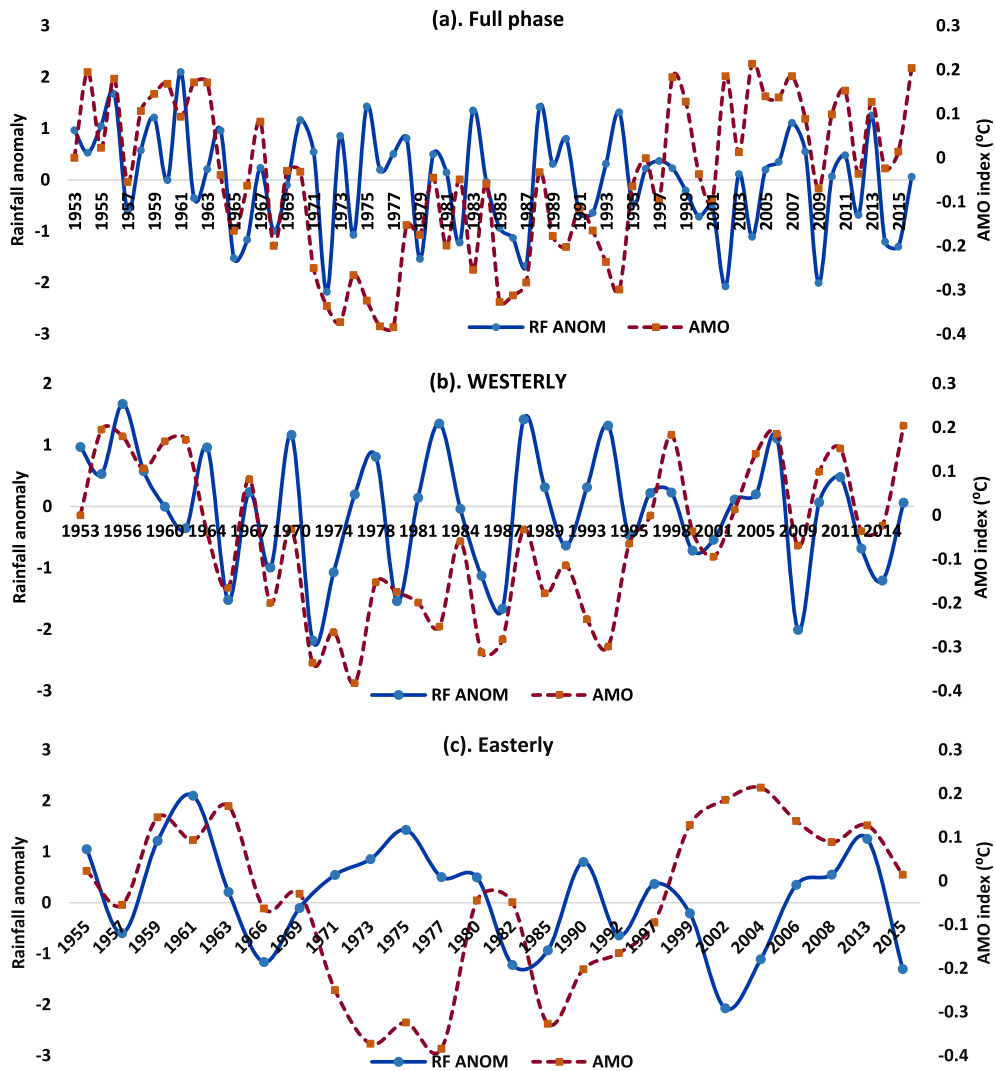 (a). Full phase
3
2
1
0
-1
-2
-3
Rainfall anomaly
0.3
0.2
0.1
0
-0.1
-0.2
-0.3
-0.4
AMO index (⁰C)
1953 1955 1957 1959 1961 1963 1965 1967 1969 1971 1973 1975 1977 1979 1981 1983 1985 1987 1989 1991 1993 1995 1997 1999 2001 2003 2005 2007 2009 2011 2013 2015
RF ANOM AMO
(b). WESTERLY
2
1
0
-1
-2
-3
Rainfall anomaly
0.3
0.2
0.1
0
-0.1
-0.2
-0.3
-0.4
AMO index (⁰C)
1953 1956 1960 1964 1967 1970 1974 1978 1981 1984 1987 1989 1993 1995 1998 2001 2005 2009 2011 2014
RF ANOM AMO
(c). Easterly
3
2
1
0
-1
-2
-3
Rainfall anomaly
0.3
0.2
0.1
0
-0.1
-0.2
-0.3
-0.4
AMO index (⁰C)
1955 1957 1959 1961 1963 1966 1969 1971 1973 1975 1977 1980 1982 1985 1990 1992 1997 1999 2002 2004 2006 2008 2013 2015
RF ANOM AMO